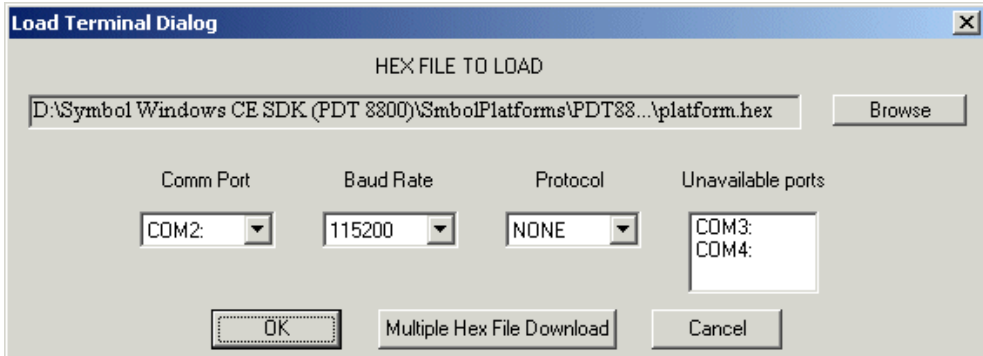 Load Terminal Dialog
HEX FILE TO LOAD
D:\Symbol Windows CE SDK (PDT 8800)\SmbolPlatforms\PDT88...\platform.hex Browse
Comm Port Baud Rate Protocol Unavailable ports
COM2: 115200 NONE COM3:
COM4:
OK Multiple Hex File Download Cancel